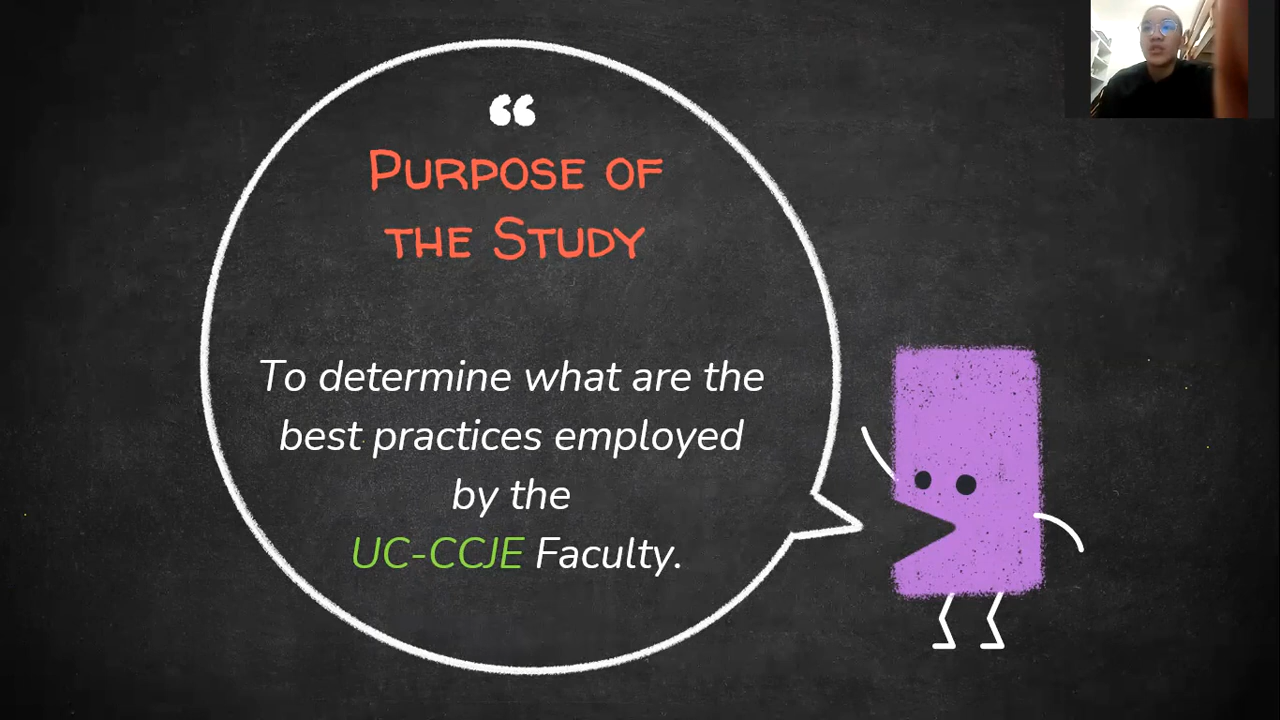 “
Purpose of
the Study
To determine what are the
best practices employed
by the
UC-CCJE Faculty.